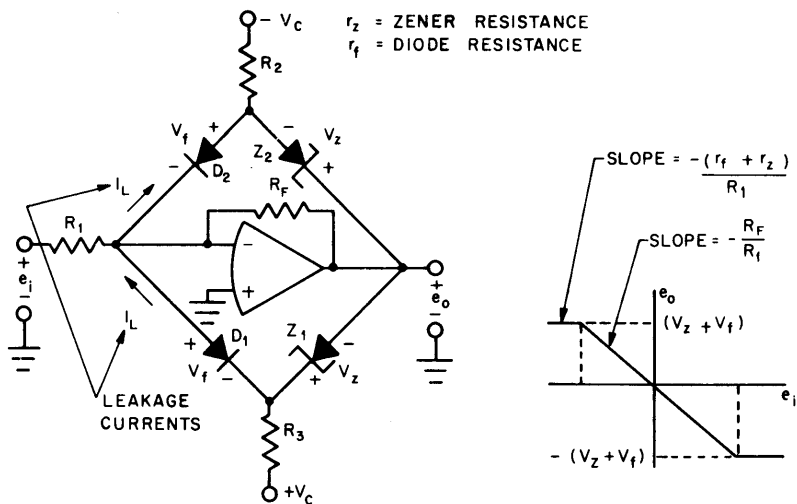 - Vc
rz = ZENER RESISTANCE
rf = DIODE RESISTANCE
R2
Vf + - Vz
- D2 Z2 +
IL
RF
R1
+ ei -
-
+
+ eo -
IL
D1 Z1 -
+ Vf - + Vz
LEAKAGE
CURRENTS
R3
+Vc
SLOPE = -(rf + rz)
R1
SLOPE = - RF
R1
eo
(Vz + Vf)
ei
- (Vz + Vf)